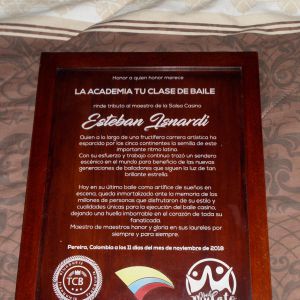 Honor a quien honor merece
LA ACADEMIA TU CLASE DE BAILE
rinde tributo al maestro de la Salsa Casino
Esteban Isnardi
Quien a lo largo de una fructífera carrera artística ha
esparcido por los cinco continentes la semilla de este
importante ritmo latino.
Con su esfuerzo y trabajo continuo trazó un sendero
escénico en el mundo para beneficio de las nuevas
generaciones de bailadores que siguen la luz de tan
brillante estrella.
Hoy en su último baile como artífice de sueños en
escena, queda inmortalizado ante la memoria de las
millones de personas que disfrutaron de su estilo y
cualidades únicas para la ejecución del baile casino,
dejando una huella imborrable en el corazón de toda su
fanaticada.
Maestro de maestros honor y gloria en sus laureles por
siempre y para siempre.
Pereira, Colombia a los 11 días del mes de noviembre de 2018
TCB